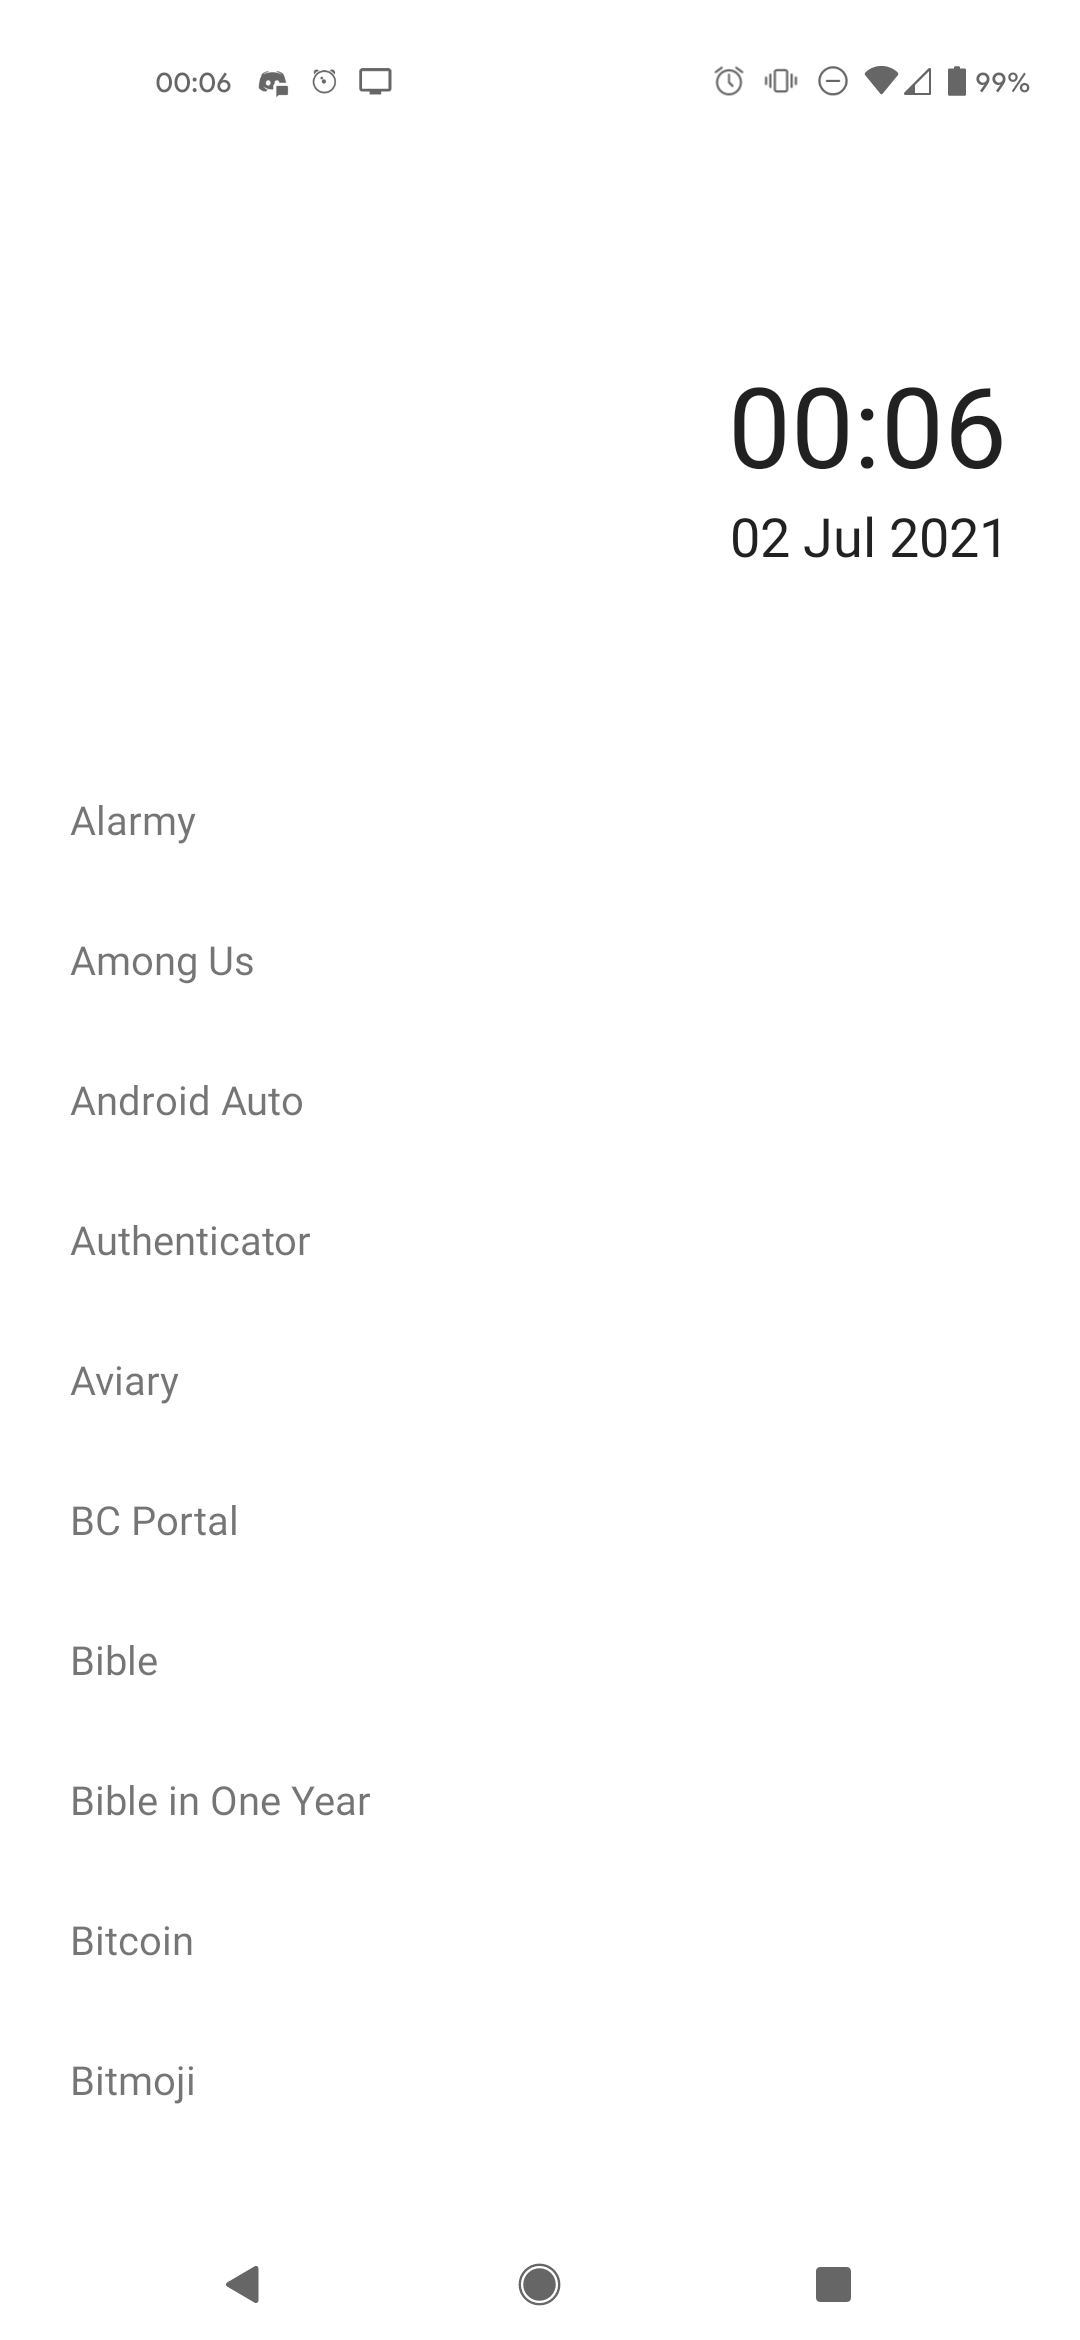 00:06 99%
00:06
02 Jul 2021
Alarmy
Among Us
Android Auto
Authenticator
Aviary
BC Portal
Bible
Bible in One Year
Bitcoin
Bitmoji